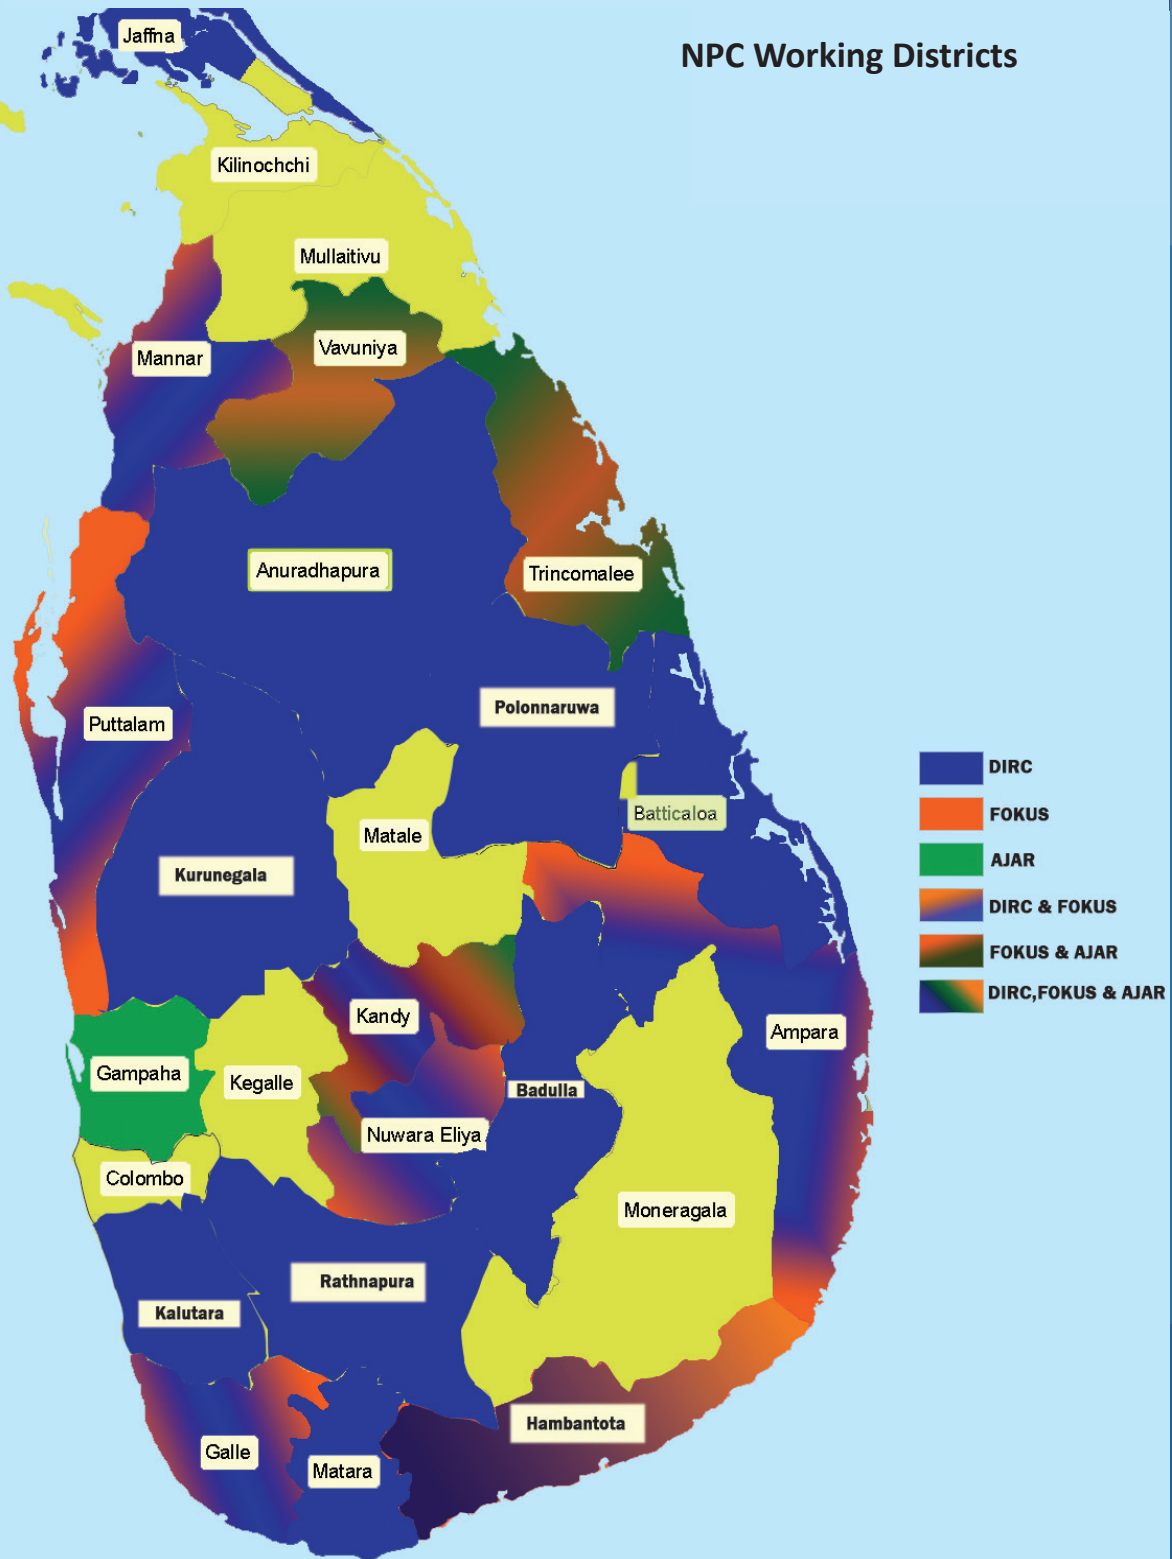 Jaffna
NPC Working Districts
Kilinochchi
Mullaitivu
Vavuniya
Mannar
Anuradhapura
Trincomalee
Polonnaruwa
Puttalam
DIRC
FOKUS
Batticaloa
Matale
AJAR
Kurunegala
DIRC & FOKUS
FOKUS & AJAR
DIRC,FOKUS & AJAR
Kandy
Ampara
Gampaha
Kegalle
Badulla
Nuwara Eliya
Colombo
Moneragala
Rathnapura
Kalutara
Hambantota
Galle
Matara